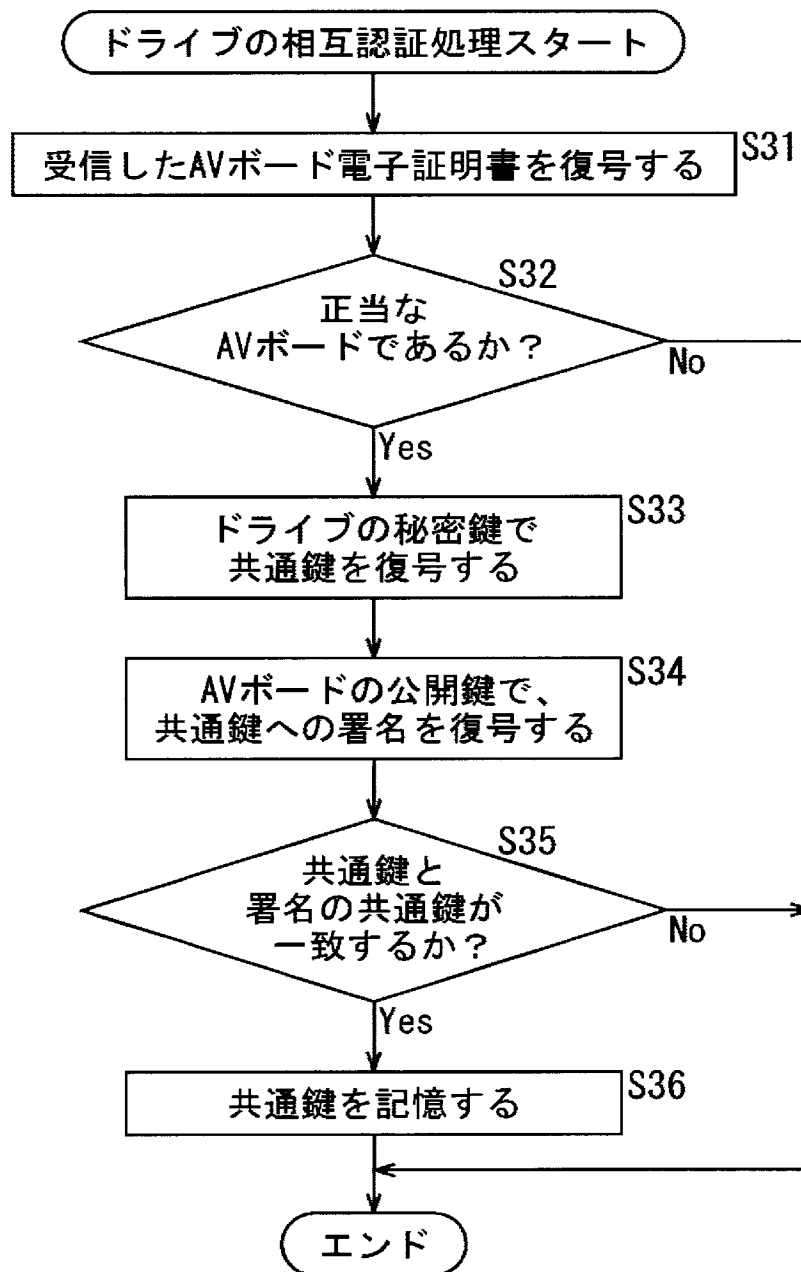 ドライブの相互認証処理スタート
受信したAVボード電子証明書を復号する
S31
S32
正当な
AVボードであるか？
No
Yes
S33
ドライブの秘密鍵で
共通鍵を復号する
S34
AVボードの公開鍵で、
共通鍵への署名を復号する
S35
共通鍵と
署名の共通鍵が
一致するか？
No
Yes
S36
共通鍵を記憶する
エンド